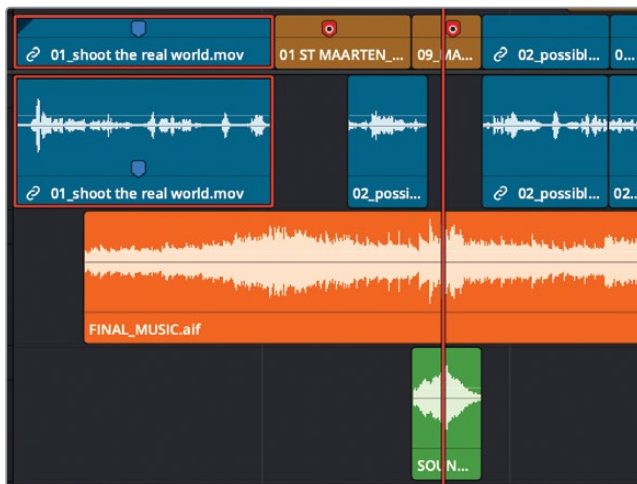 01_shoot the real world.mov
01 ST MAARTEN_...
09_MA...
02_possibl...
0...
01_shoot the real world.mov
02_possi...
02_possibl...
02...
FINAL_MUSIC.aif
SOUN...